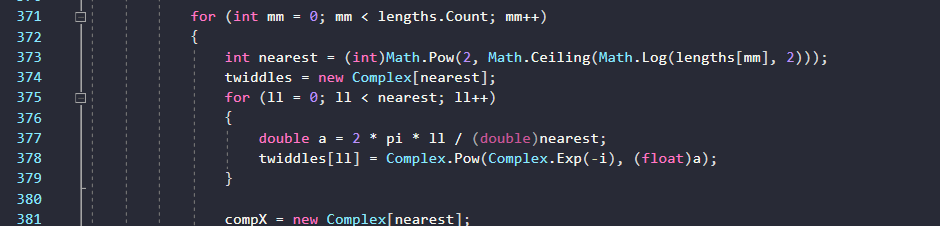 371 for (int mm = 0; mm < lengths.Count; mm++)
372 {
373 int nearest = (int)Math.Pow(2, Math.Ceiling(Math.Log(lengths[mm], 2)));
374 twiddles = new Complex[nearest];
375 for (ll = 0; ll < nearest; ll++)
376 {
377 double a = 2 * pi * ll / (double)nearest;
378 twiddles[ll] = Complex.Pow(Complex.Exp(-i), (float)a);
379 }
380
381 compX = new Complex[nearest];